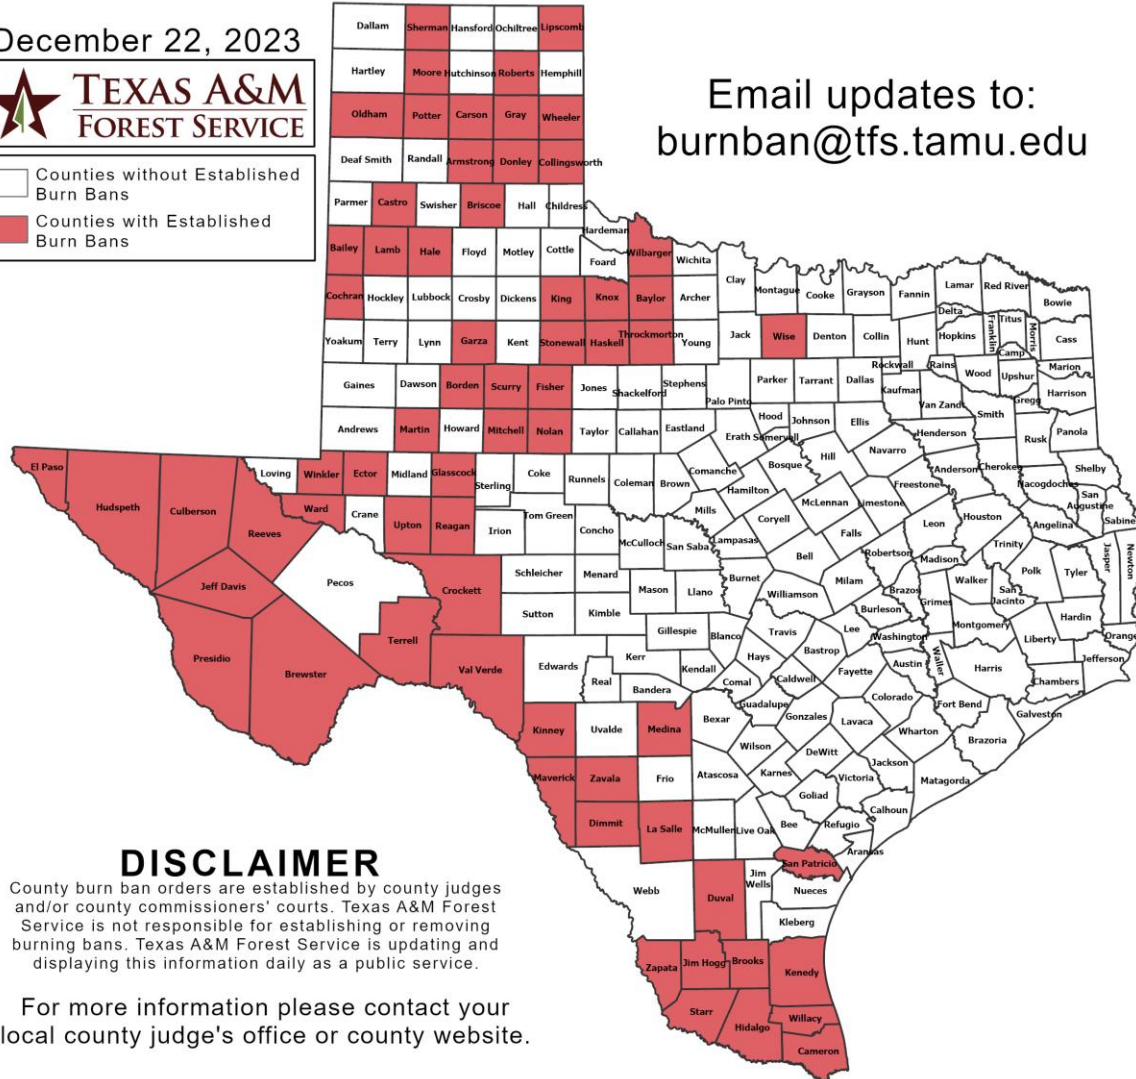 December 22, 2023
TEXAS A&M
FOREST SERVICE
Counties without Established
Burn Bans
Counties with Established
Burn Bans
Email updates to:
burnban@tfs.tamu.edu
Dallam Sherman Hansford Ochiltree Lipscomb
Hartley Moore Hutchinson Roberts Hemphill
Oldham Potter Carson Gray Wheeler
Deaf Smith Randall Armstrong Donley Collingsworth
Parmer Castro Swisher Briscoe Hall Childress
Hardeman
Bailey Lamb Hale Floyd Motley Cottle Foard Wilbarger Wichita
Clay Montague Cooke Grayson Fannin Lamar Red River Bowie
Cochran Hockley Lubbock Crosby Dickens King Knox Baylor Archer
Delta Franklin Titus Morris Cass
Yoakum Terry Lynn Garza Kent Stonewall Haskell Throckmorton Young Jack Wise Denton Collin Hunt Hopkins
Camp Marion
Rockwall Rains Wood Upshur
Gaines Dawson Borden Scurry Fisher Jones Shackelford Stephens Palo Pinto Parker Tarrant Dallas Kaufman Van Zandt Gregg Harrison
Andrews Martin Howard Mitchell Nolan Taylor Callahan Eastland Erath Hood Somervell Johnson Ellis Henderson Smith Rusk Panola
El Paso Hudspeth Culberson Reeves Loving Winkler Ector Midland Glasscock Sterling Coke Runnels Coleman Brown Comanche Bosque Hill Navarro Anderson Cherokee Nacogdoches Shelby
Ward Crane Upton Reagan Irion Tom Green Concho McCulloch San Saba Mills Hamilton Coryell McLennan Limestone Freestone Leon Houston Angelina San Augustine Sabine
Jeff Davis Pecos Crockett Schleicher Menard Mason Llano Burnet Lampasas Bell Falls Robertson Madison Trinity Polk Tyler Jasper Newton
Presidio Brewster Terrell Val Verde Sutton Kimble Gillespie Blanco Williamson Milam Brazos Burleson Grimes Walker San Jacinto Hardin
Edwards Real Kerr Kendall Bandera Hays Travis Bastrop Lee Washington Montgomery Liberty Orange
Comal Caldwell Fayette Austin Waller Harris Chambers Jefferson
Kinney Uvalde Medina Bexar Guadalupe Gonzales Lavaca Colorado Fort Bend Galveston
Wilson DeWitt Wharton Brazoria
Maverick Zavala Frio Atascosa Karnes Victoria Jackson Matagorda
Dimmit La Salle McMullen Live Oak Bee Goliad Refugio Calhoun
Aransas San Patricio
Webb Duval Jim Wells Nueces
Kleberg
Zapata Jim Hogg Brooks Kenedy
Starr Hidalgo Willacy
Cameron
DISCLAIMER
County burn ban orders are established by county judges
and/or county commissioners' courts. Texas A&M Forest
Service is not responsible for establishing or removing
burning bans. Texas A&M Forest Service is updating and
displaying this information daily as a public service.
For more information please contact your
local county judge's office or county website.